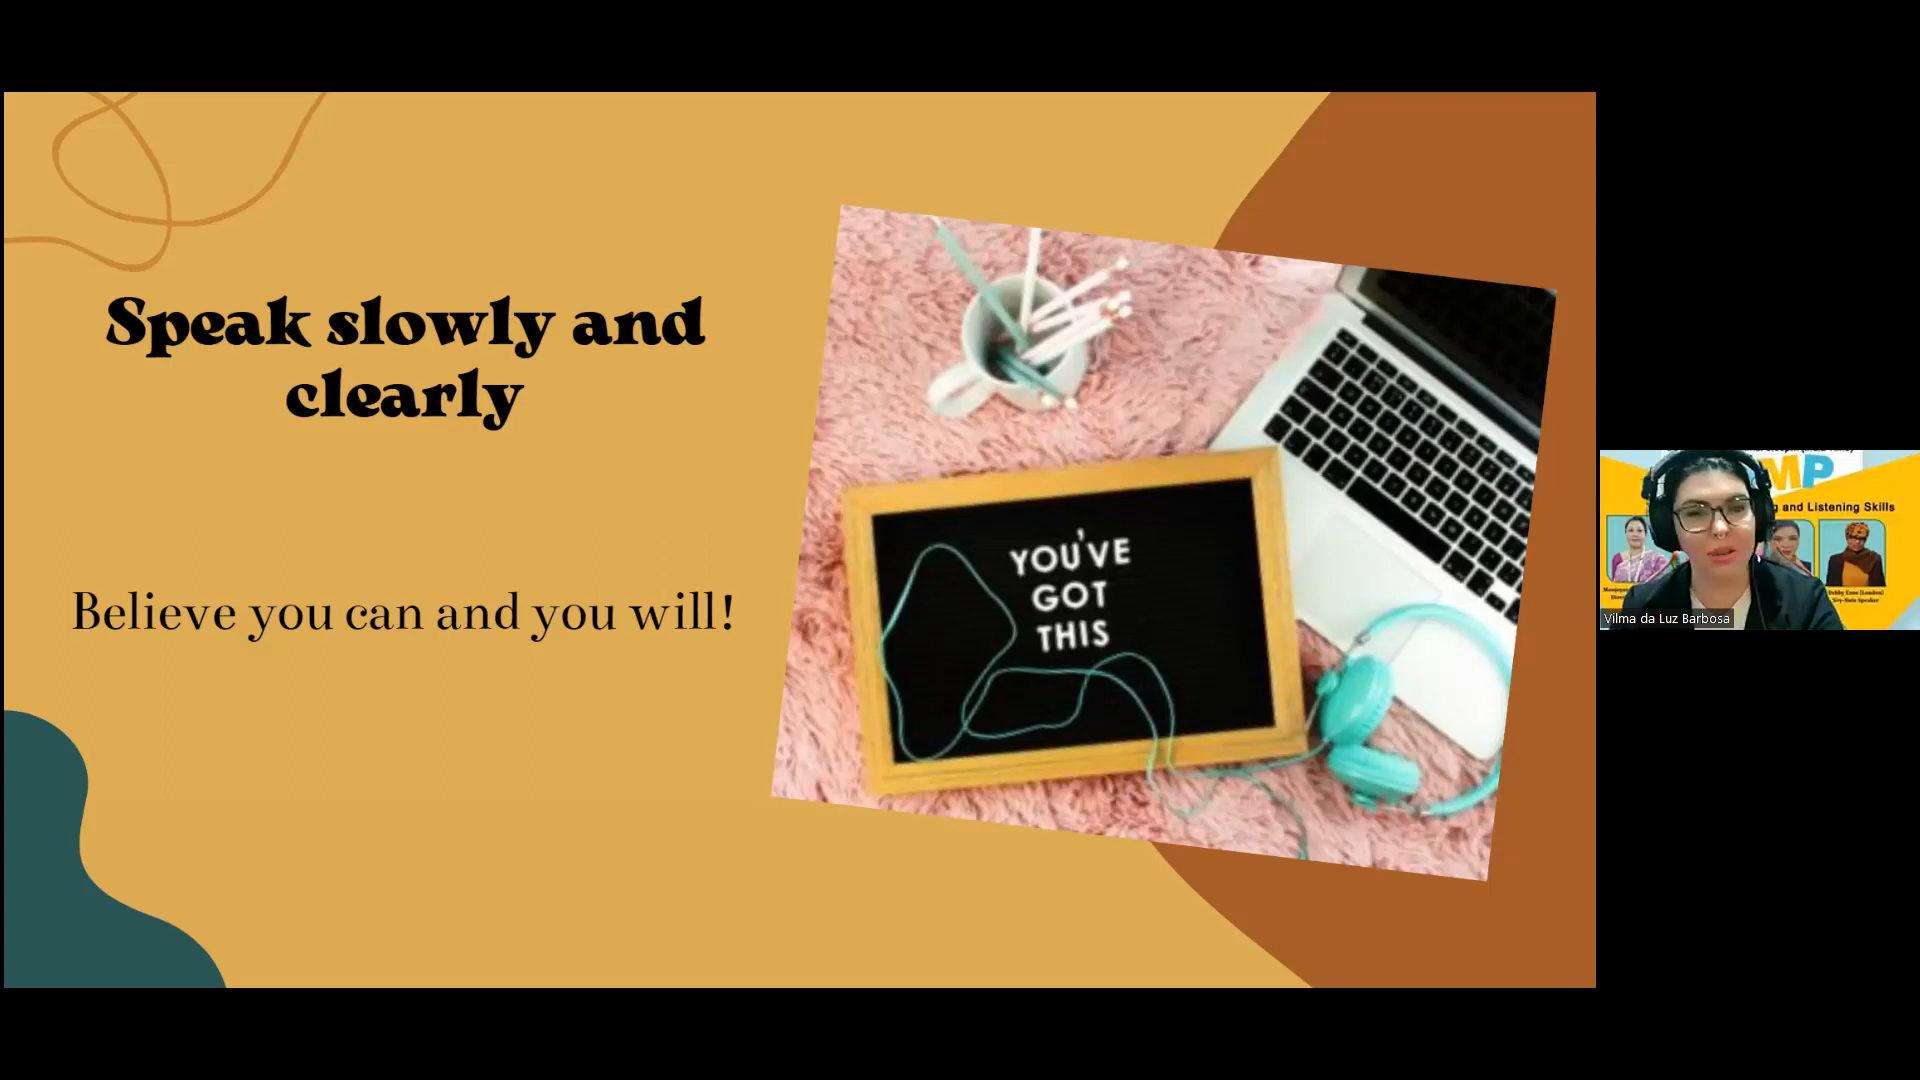 Speak slowly and
clearly
Believe you can and you will!
YOU'VE
GOT
THIS
MP
and Listening Skills
Vilma da Luz Barbosa